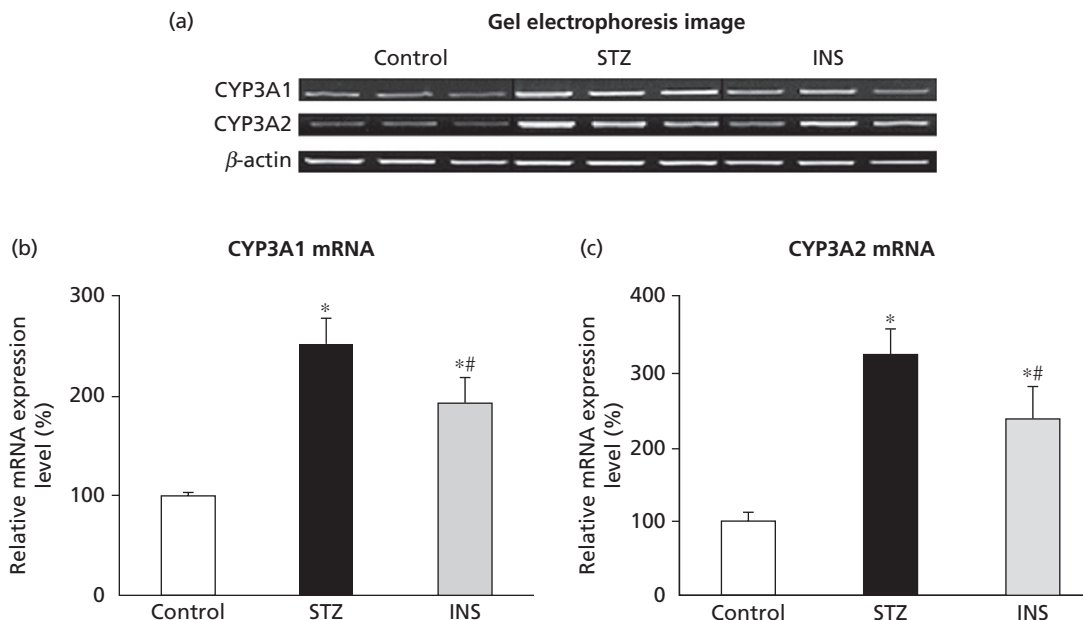 (a)
Gel electrophoresis image
Control STZ INS
CYP3A1
CYP3A2
β-actin
(b)
CYP3A1 mRNA
Relative mRNA expression
level (%)
300
200
100
0
*
*#
Control STZ INS
(c)
CYP3A2 mRNA
Relative mRNA expression
level (%)
400
300
200
100
0
*
*#
Control STZ INS